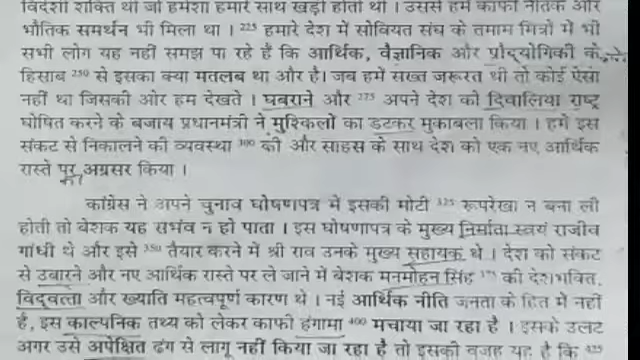 विदेशी शक्ति थी जो हमेशा हमारे साथ खड़ी होती थी । उससे हमें काफी नैतिक और
भौतिक समर्थन भी मिला था । 225 हमारे देश में सोवियत संघ के तमाम मित्रों में भी
सभी लोग यह नहीं समझ पा रहे हैं कि आर्थिक, वैज्ञानिक और प्रौद्योगिकी के
हिसाब 250 से इसका क्या मतलब था और है। जब हमें सख्त जरूरत थी तो कोई ऐसा
नहीं था जिसकी ओर हम देखते । घबराने और 275 अपने देश को दिवालिया राष्ट्र
घोषित करने के बजाय प्रधानमंत्री ने मुश्किलों का डटकर मुकाबला किया । हमें इस
संकट से निकालने की व्यवस्था 300 की और साहस के साथ देश को एक नए आर्थिक
रास्ते पर अग्रसर किया ।
कांग्रेस ने अपने चुनाव घोषणपत्र में इसकी मोटी 325 रूपरेखा न बना ली
होती तो बेशक यह संभव न हो पाता । इस घोषणापत्र के मुख्य निर्माता स्वयं राजीव
गांधी थे और इसे 350 तैयार करने में श्री राव उनके मुख्य सहायक थे । देश को संकट
से उबारने और नए आर्थिक रास्ते पर ले जाने में बेशक मनमोहन सिंह 375 की देशभक्ति,
विद्वत्ता और ख्याति महत्वपूर्ण कारण थे । नई आर्थिक नीति जनता के हित में नहीं
है, इस काल्पनिक तथ्य को लेकर काफी हंगामा 400 मचाया जा रहा है । इसके उलट
अगर उसे अपेक्षित ढंग से लागू नहीं किया जा रहा है तो इसकी वजह यह है कि 425